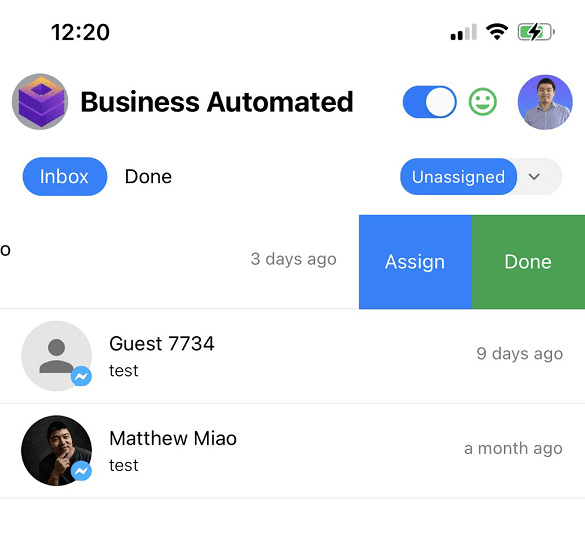 12:20
Business Automated
Inbox Done Unassigned
o 3 days ago Assign Done
Guest 7734
test
9 days ago
Matthew Miao
test
a month ago